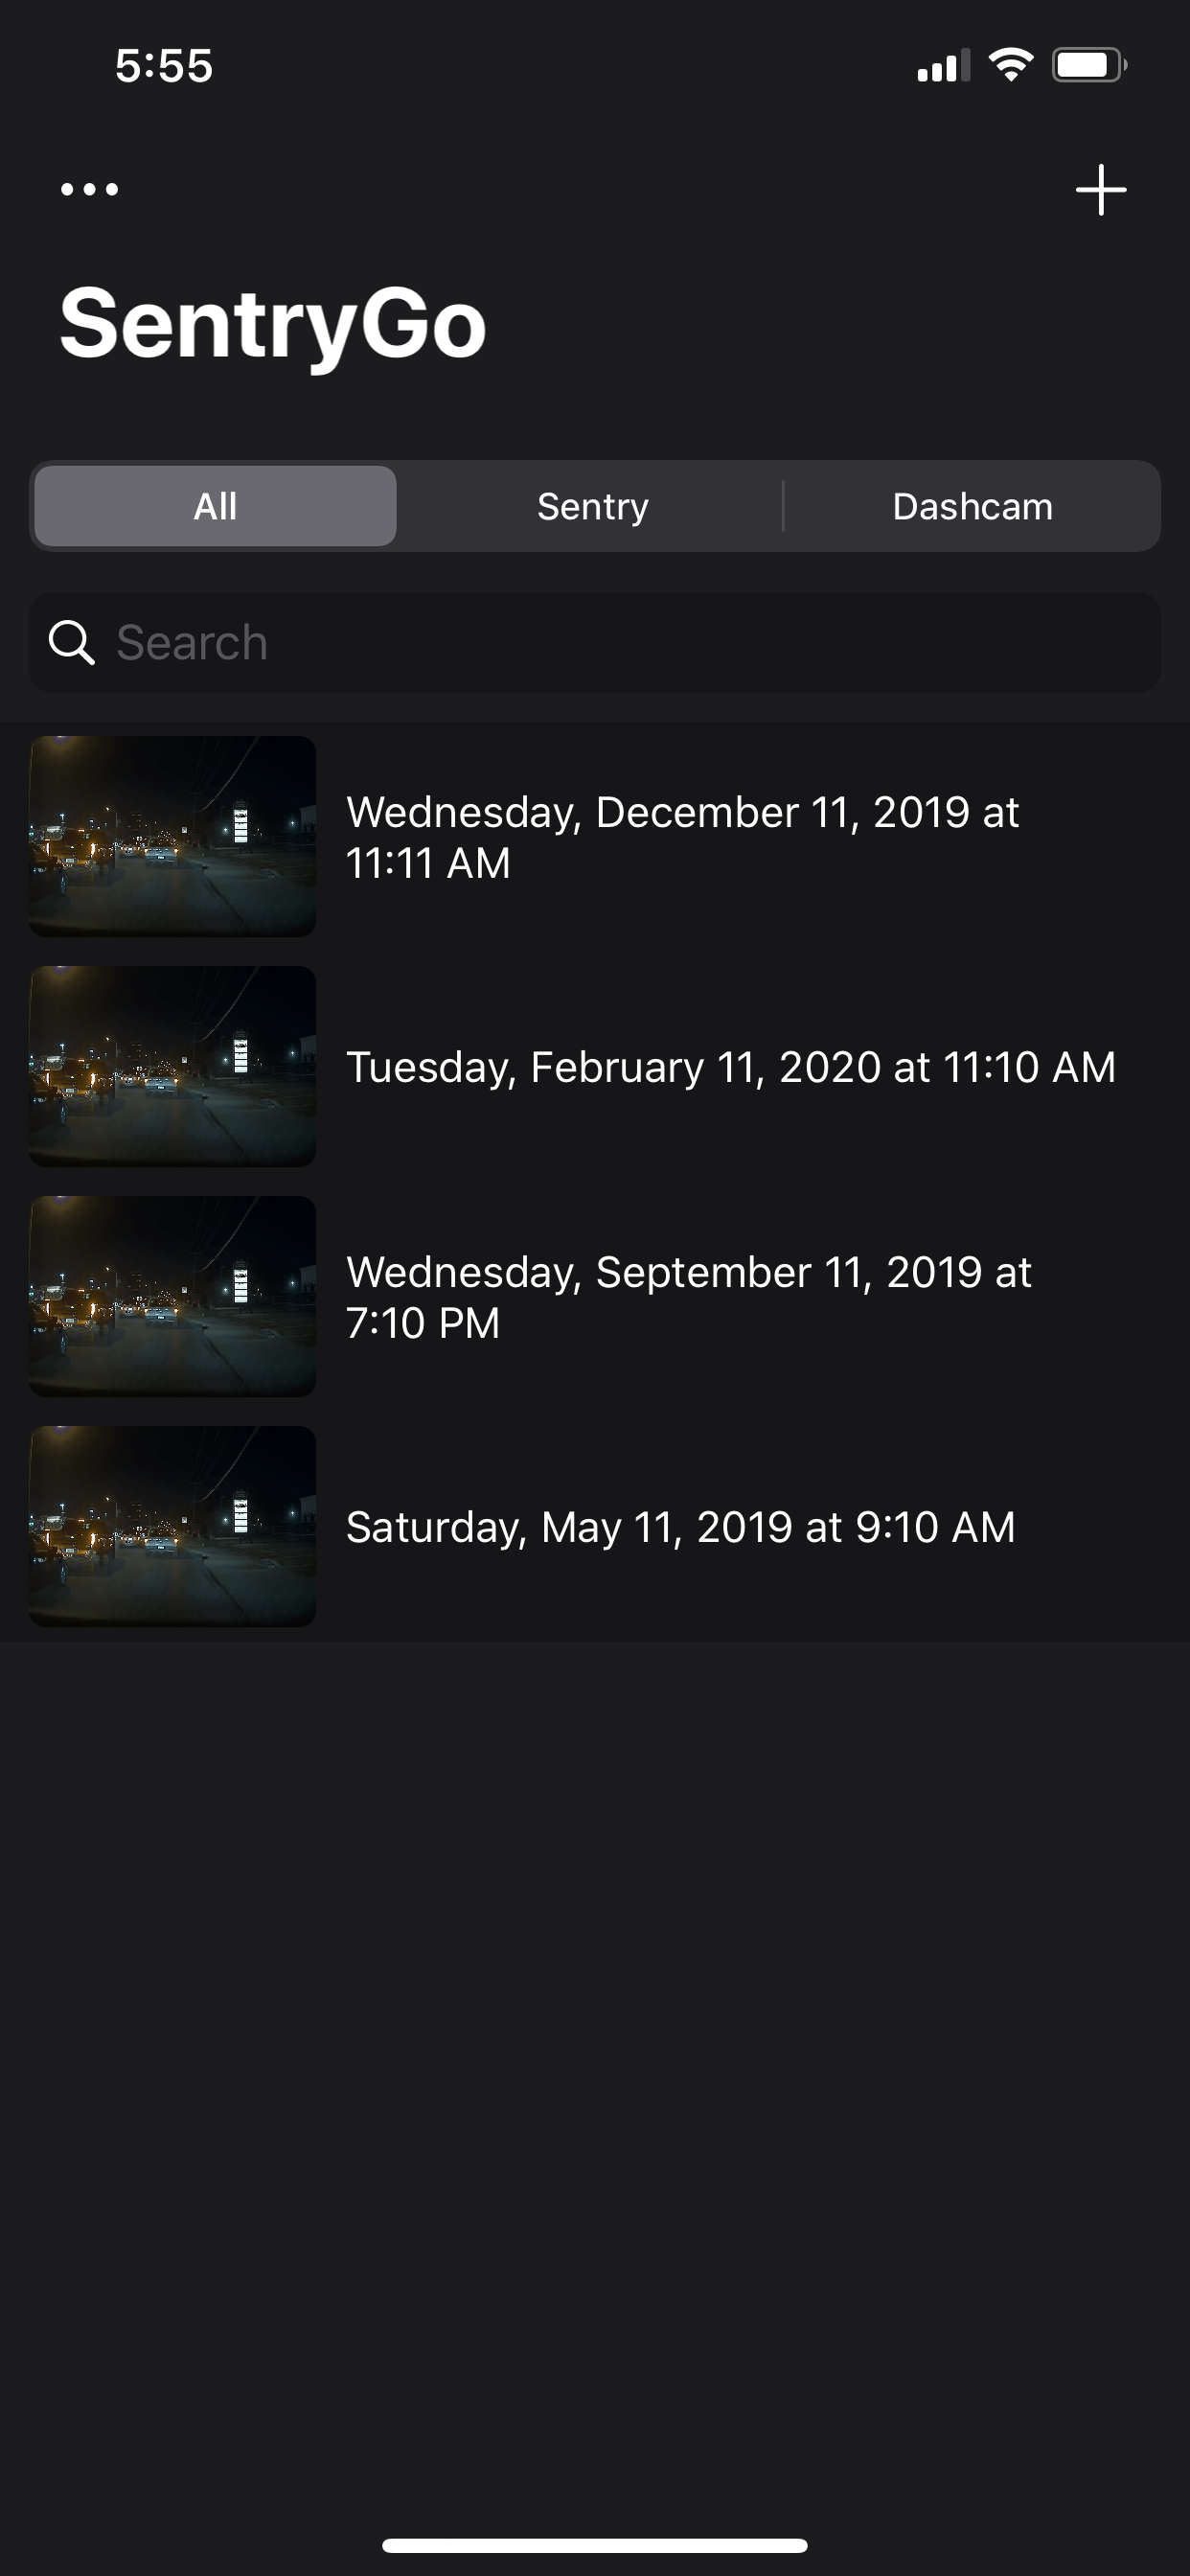 5:55
SentryGo
All
Sentry
Dashcam
Search
Wednesday, December 11, 2019 at
11:11 AM
Tuesday, February 11, 2020 at 11:10 AM
Wednesday, September 11, 2019 at
7:10 PM
Saturday, May 11, 2019 at 9:10 AM